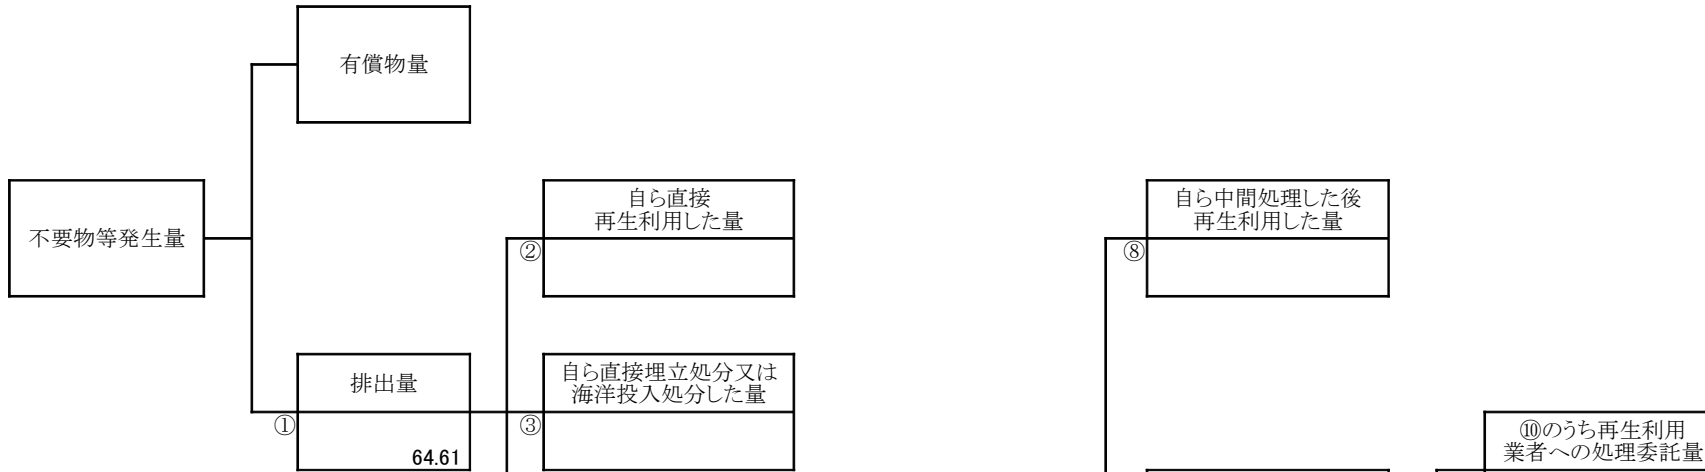 有償物量
不要物等発生量
自ら直接
再生利用した量
②
自ら中間処理した後
再生利用した量
⑧
排出量
①
64.61
自ら直接埋立処分又は
海洋投入処分した量
③
⑩のうち再生利用
業者への処理委託量